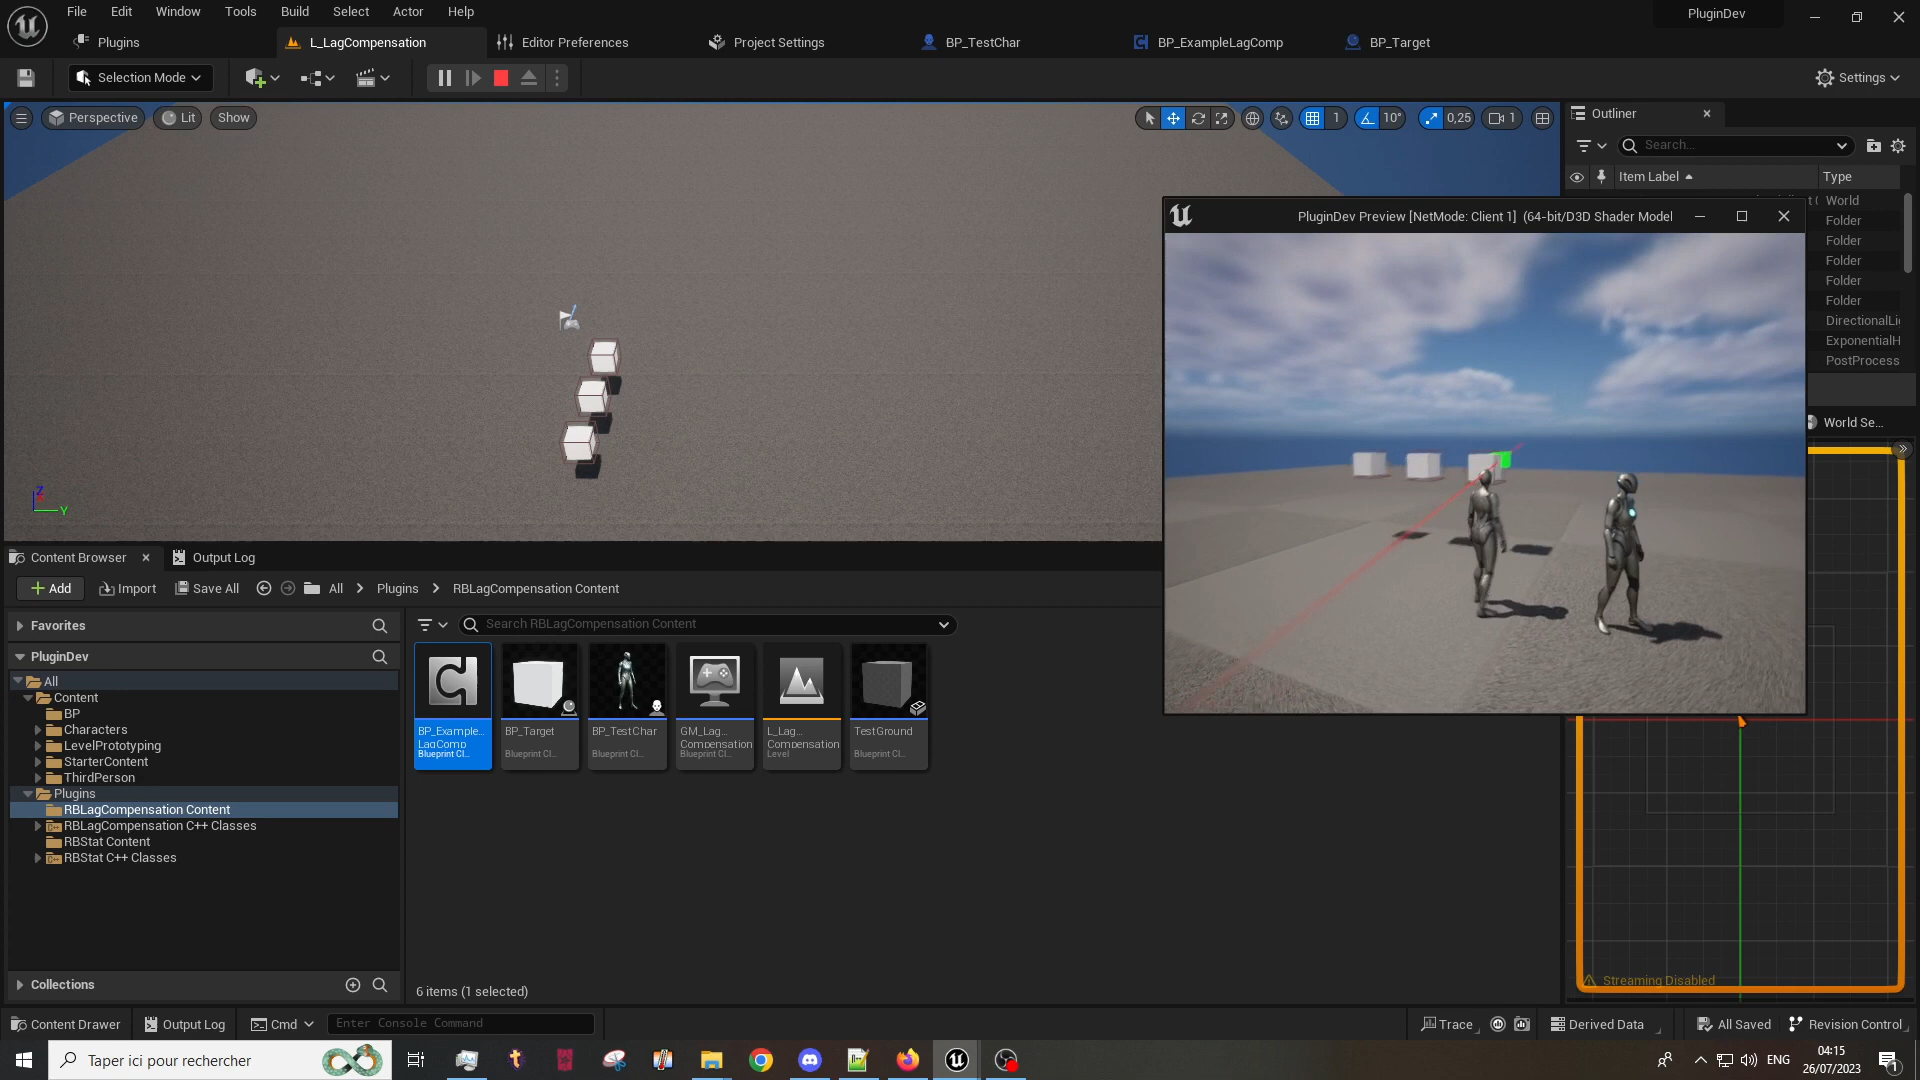 File Edit Window Tools Build Select Actor Help
PluginDev
Plugins
L_LagCompensation
Editor Preferences
Project Settings
BP_TestChar
BP_ExampleLagComp
BP_Target
Selection Mode
Settings
Perspective
Lit
Show
1
10°
0,25
1
Outliner
Search...
Item Label
Type
World
Folder
Folder
Folder
Folder
Folder
DirectionalLi
ExponentialH
PostProcess
PluginDev Preview [NetMode: Client 1] (64-bit/D3D Shader Model
World Se...
Z
Y
Content Browser
Output Log
Add
Import
Save All
All
Plugins
RBLagCompensation Content
Favorites
PluginDev
All
Content
BP
Characters
LevelPrototyping
StarterContent
ThirdPerson
Plugins
RBLagCompensation Content
RBLagCompensation C++ Classes
RBStat Content
RBStat C++ Classes
Collections
Search RBLagCompensation Content
BP_Example...
LagComp
Blueprint Cl...
BP_Target
Blueprint Cl...
BP_TestChar
Blueprint Cl...
GM_Lag...
Compensation
Blueprint Cl...
L_Lag...
Compensation
Level
TestGround
Blueprint Cl...
6 items (1 selected)
Streaming Disabled
Content Drawer
Output Log
Cmd
Enter Console Command
Trace
Derived Data
All Saved
Revision Control
Taper ici pour rechercher
ENG
04:15
26/07/2023
1